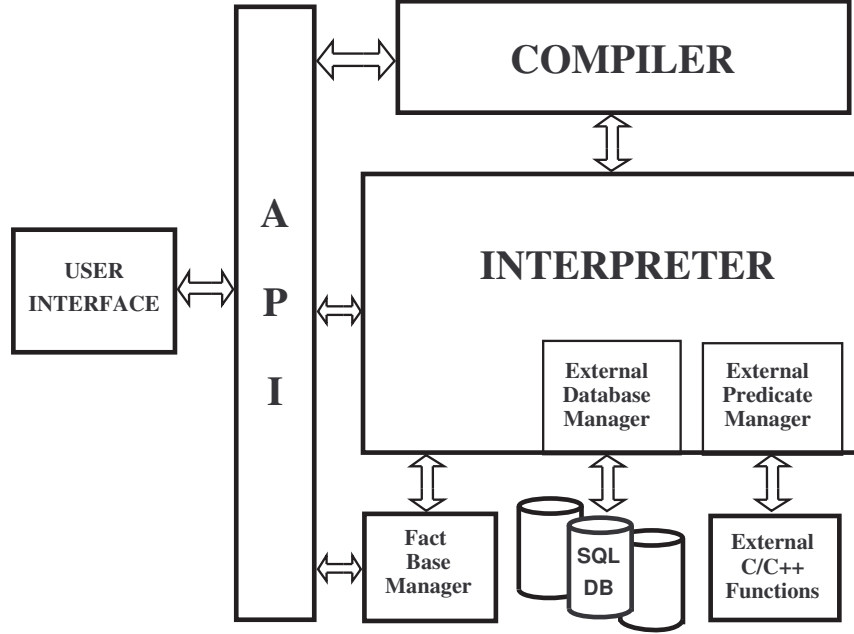 COMPILER
A
P
I
USER
INTERFACE
INTERPRETER
External
Database
Manager
External
Predicate
Manager
Fact
Base
Manager
SQL
DB
External
C/C++
Functions